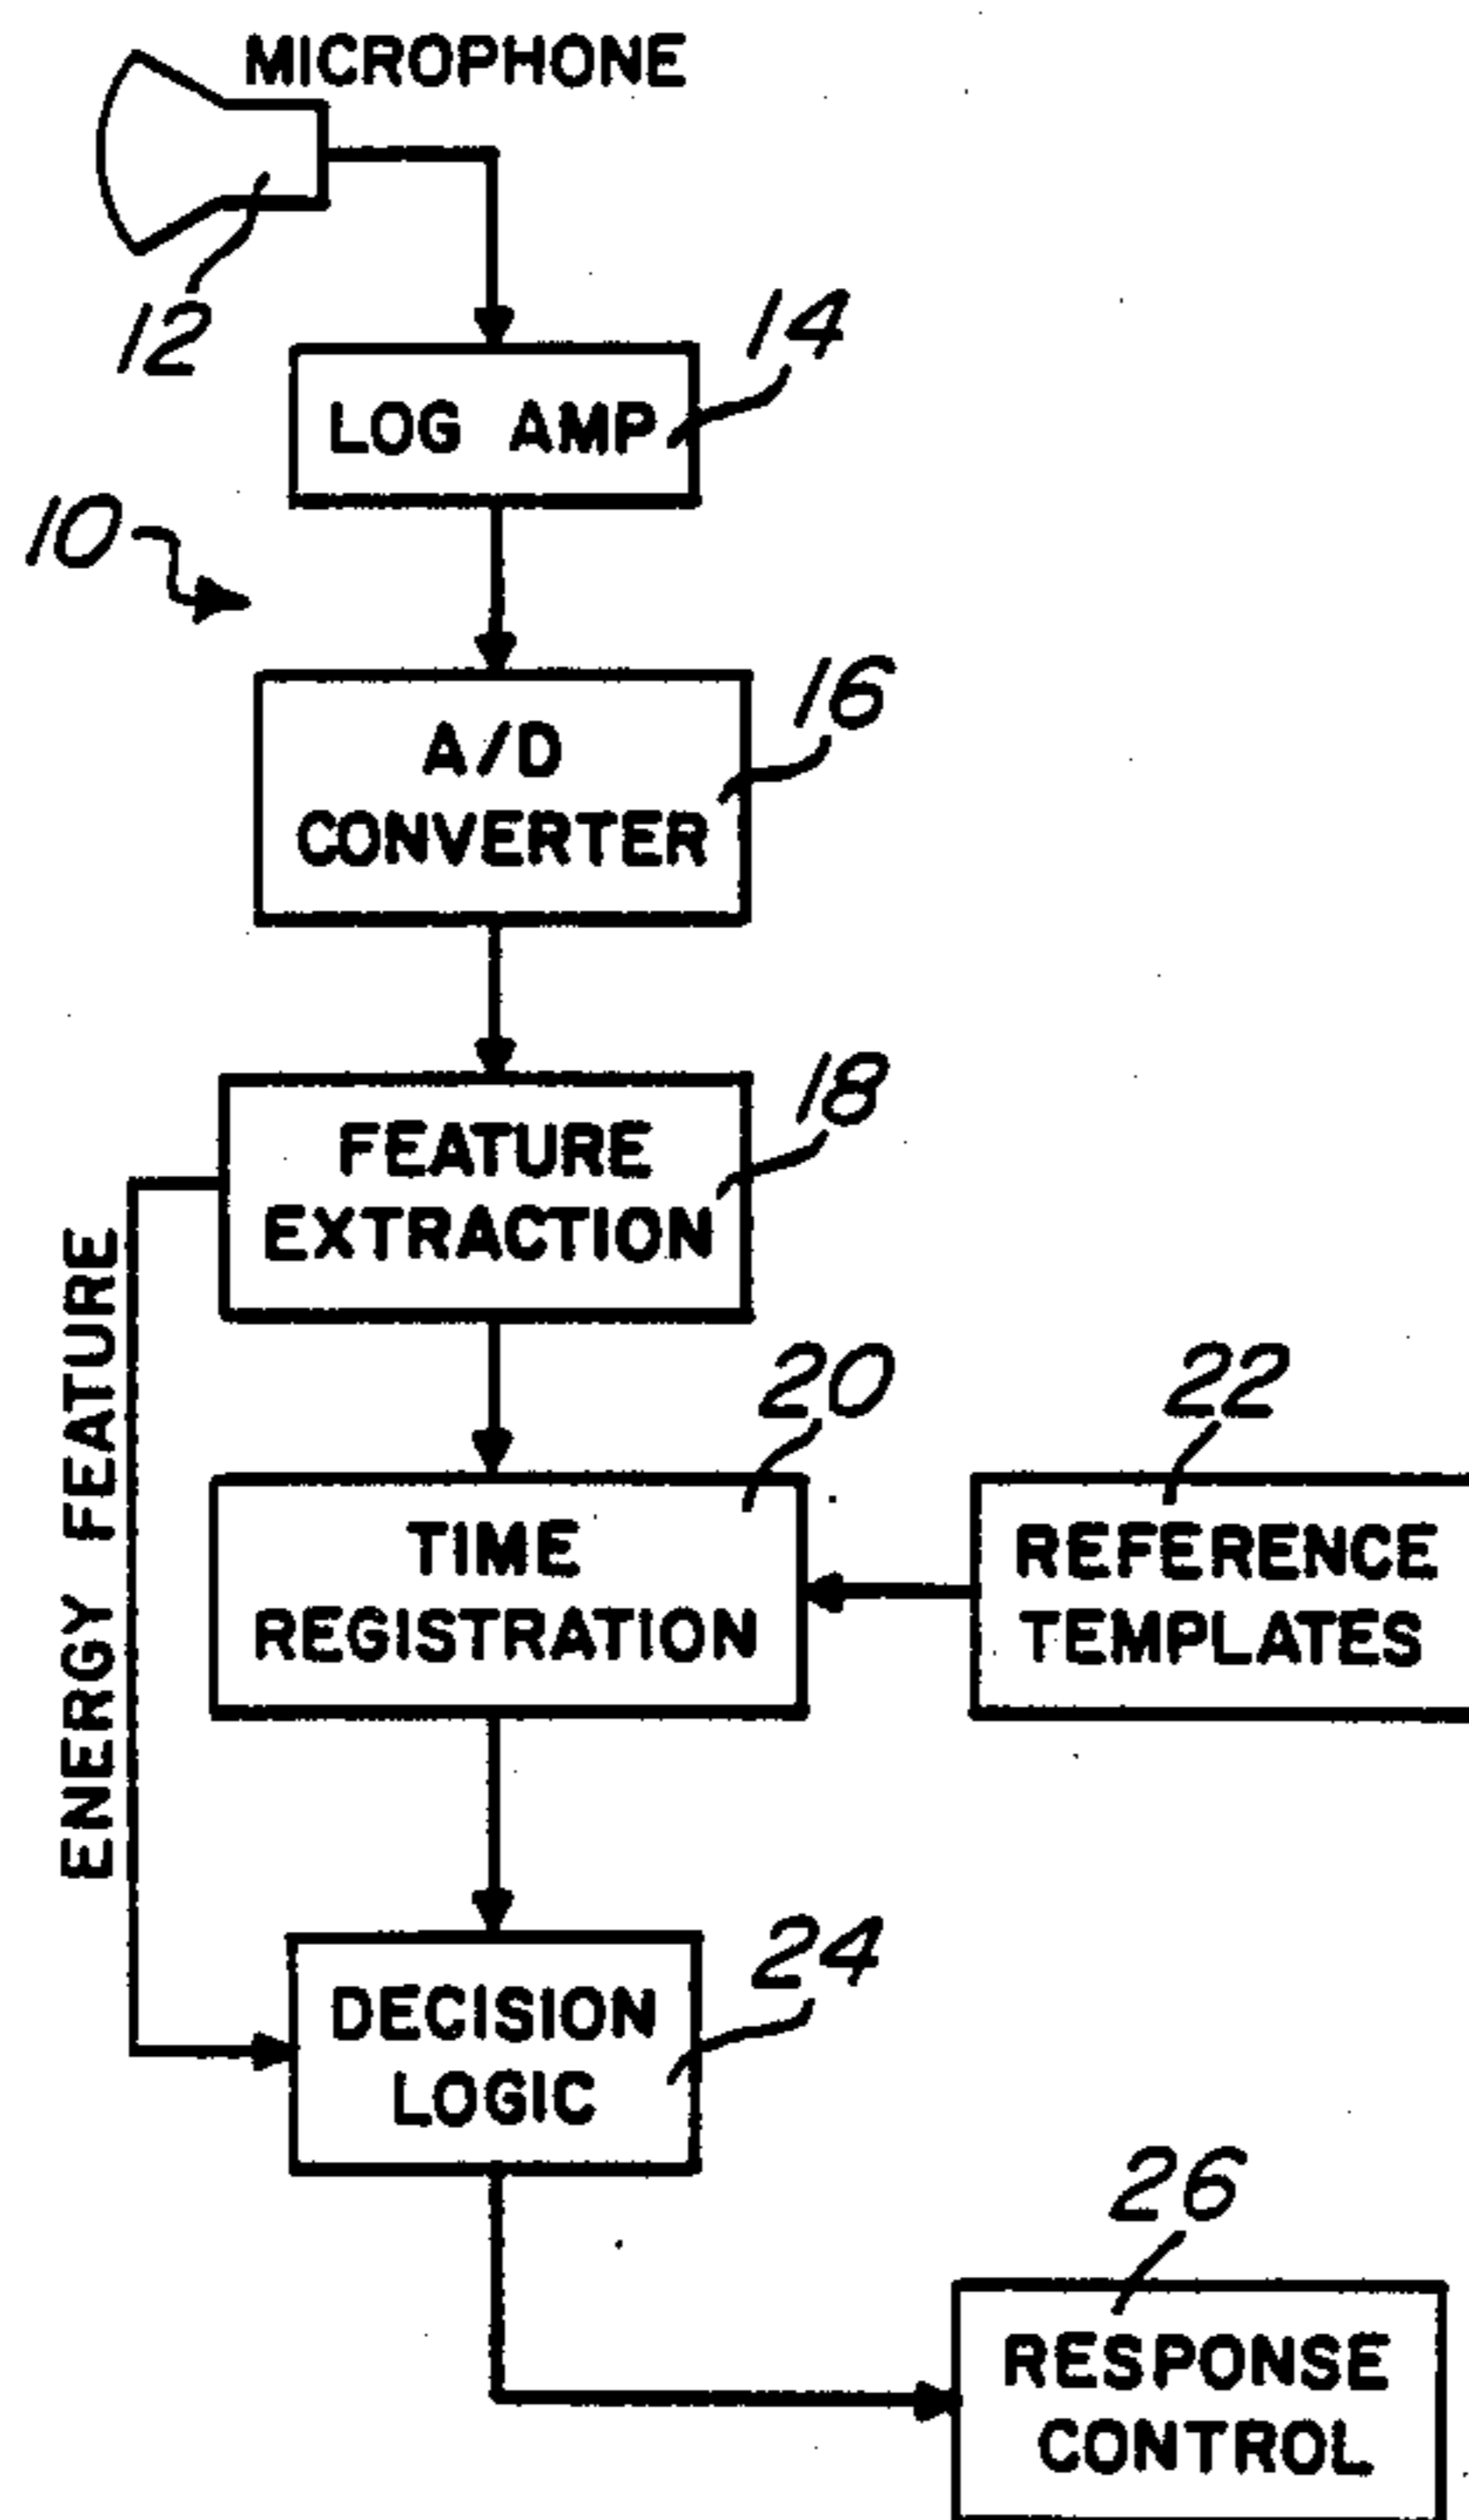 MICROPHONE
12
14
LOG AMP
10
16
A/D
CONVERTER
18
FEATURE
EXTRACTION
ENERGY FEATURE
20
22
TIME
REGISTRATION
REFERENCE
TEMPLATES
24
DECISION
LOGIC
26
RESPONSE
CONTROL